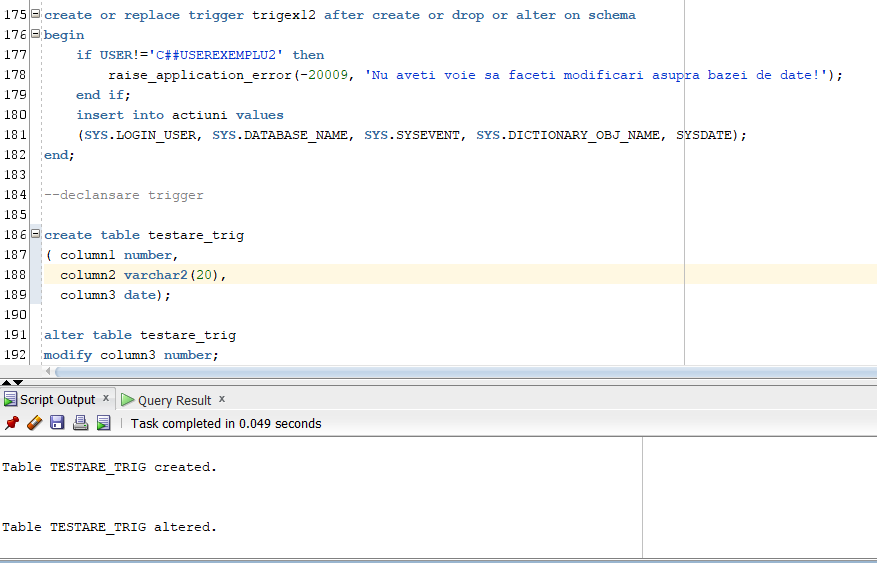 175 create or replace trigger trigex12 after create or drop or alter on schema
176 begin
177 if USER!='C##USEREXEMPLU2' then
178 raise_application_error(-20009, 'Nu aveti voie sa faceti modificari asupra bazei de date!');
179 end if;
180 insert into actiuni values
181 (SYS.LOGIN_USER, SYS.DATABASE_NAME, SYS.SYSEVENT, SYS.DICTIONARY_OBJ_NAME, SYSDATE);
182 end;
183
184 --declansare trigger
185
186 create table testare_trig
187 ( column1 number,
188 column2 varchar2(20),
189 column3 date);
190
191 alter table testare_trig
192 modify column3 number;
Script Output x Query Result x
Task completed in 0.049 seconds
Table TESTARE_TRIG created.
Table TESTARE_TRIG altered.